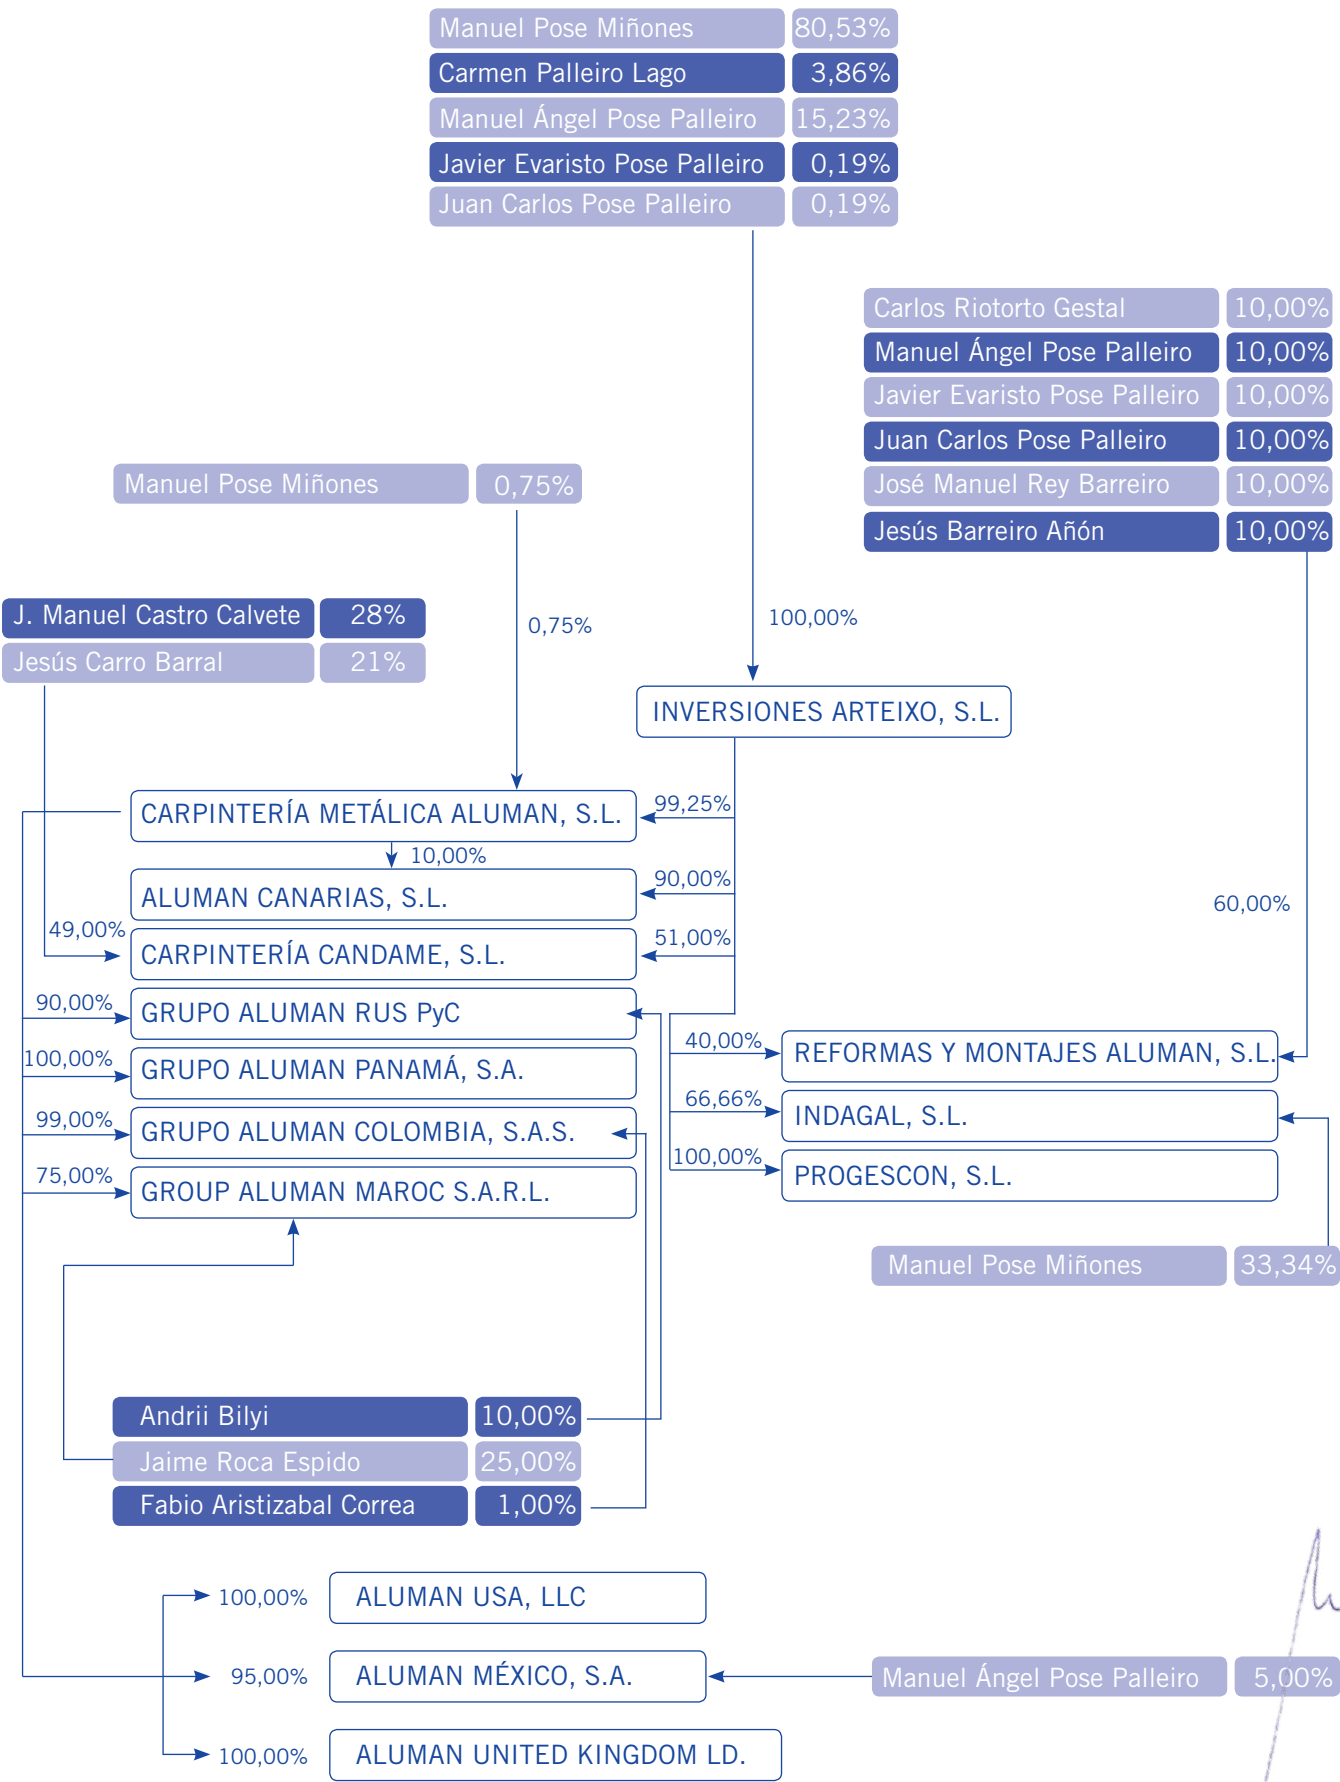 Manuel Pose Miñones 80,53%
Carmen Palleiro Lago 3,86%
Manuel Ángel Pose Palleiro 15,23%
Javier Evaristo Pose Palleiro 0,19%
Juan Carlos Pose Palleiro 0,19%
Carlos Riotorto Gestal 10,00%
Manuel Ángel Pose Palleiro 10,00%
Javier Evaristo Pose Palleiro 10,00%
Juan Carlos Pose Palleiro 10,00%
José Manuel Rey Barreiro 10,00%
Jesús Barreiro Añón 10,00%
Manuel Pose Miñones 0,75%
J. Manuel Castro Calvete 28%
Jesús Carro Barral 21%
0,75%
100,00%
INVERSIONES ARTEIXO, S.L.
CARPINTERÍA METÁLICA ALUMAN, S.L.
99,25%
10,00%
ALUMAN CANARIAS, S.L.
90,00%
60,00%
49,00%
CARPINTERÍA CANDAME, S.L.
51,00%
90,00%
GRUPO ALUMAN RUS PyC
100,00%
GRUPO ALUMAN PANAMÁ, S.A.
40,00%
REFORMAS Y MONTAJES ALUMAN, S.L.
99,00%
GRUPO ALUMAN COLOMBIA, S.A.S.
66,66%
INDAGAL, S.L.
75,00%
GROUP ALUMAN MAROC S.A.R.L.
100,00%
PROGESCON, S.L.
Manuel Pose Miñones 33,34%
Andrii Bilyi 10,00%
Jaime Roca Espido 25,00%
Fabio Aristizabal Correa 1,00%
100,00%
ALUMAN USA, LLC
95,00%
ALUMAN MÉXICO, S.A.
Manuel Ángel Pose Palleiro 5,00%
100,00%
ALUMAN UNITED KINGDOM LD.